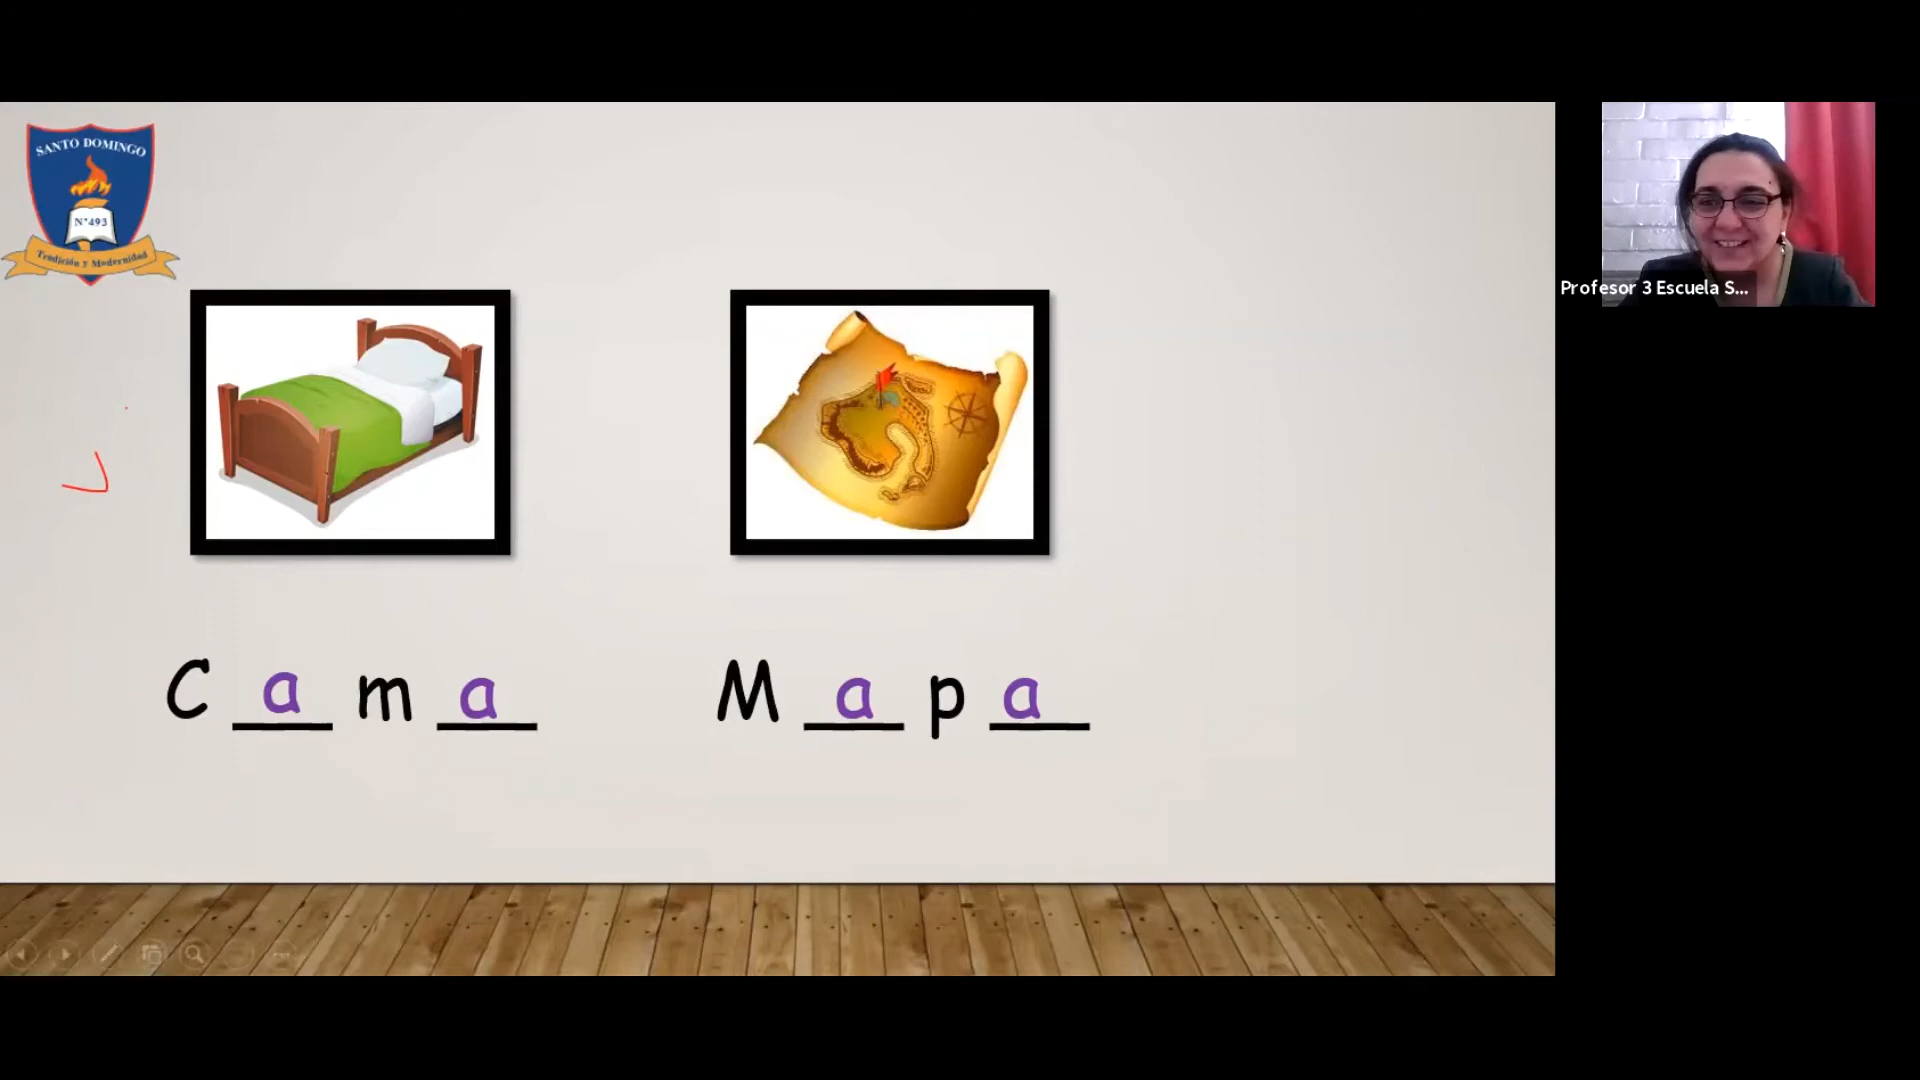 SANTO DOMINGO
N°493
Tradición y Modernidad
C a m a
M a p a
Profesor 3 Escuela S...